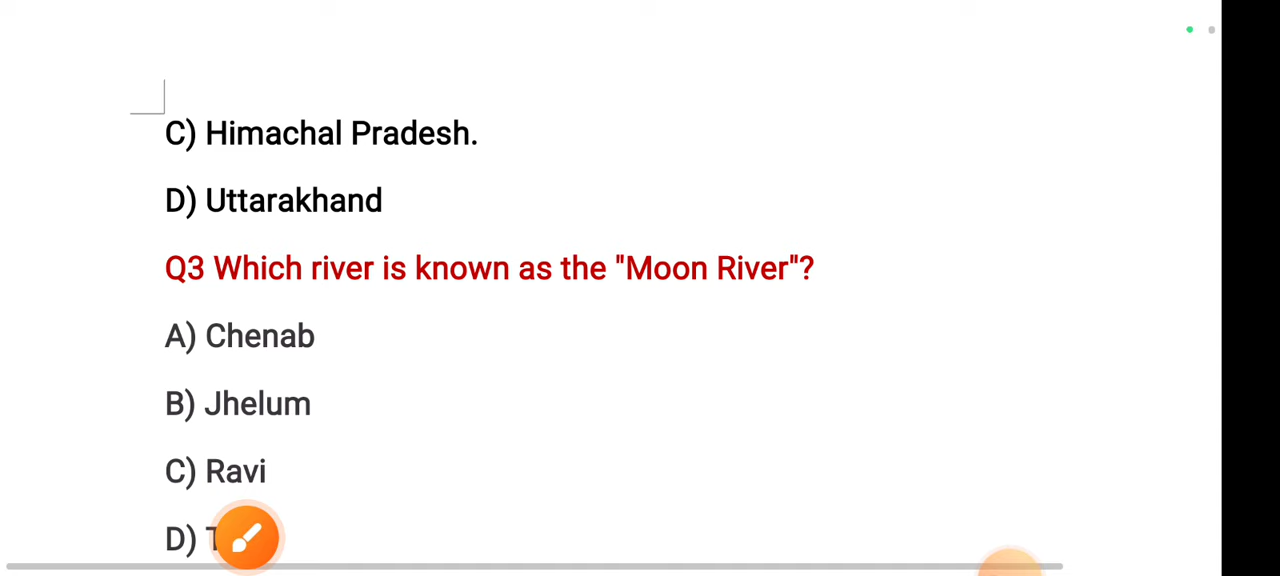 C) Himachal Pradesh.
D) Uttarakhand
Q3 Which river is known as the "Moon River"?
A) Chenab
B) Jhelum
C) Ravi
D)